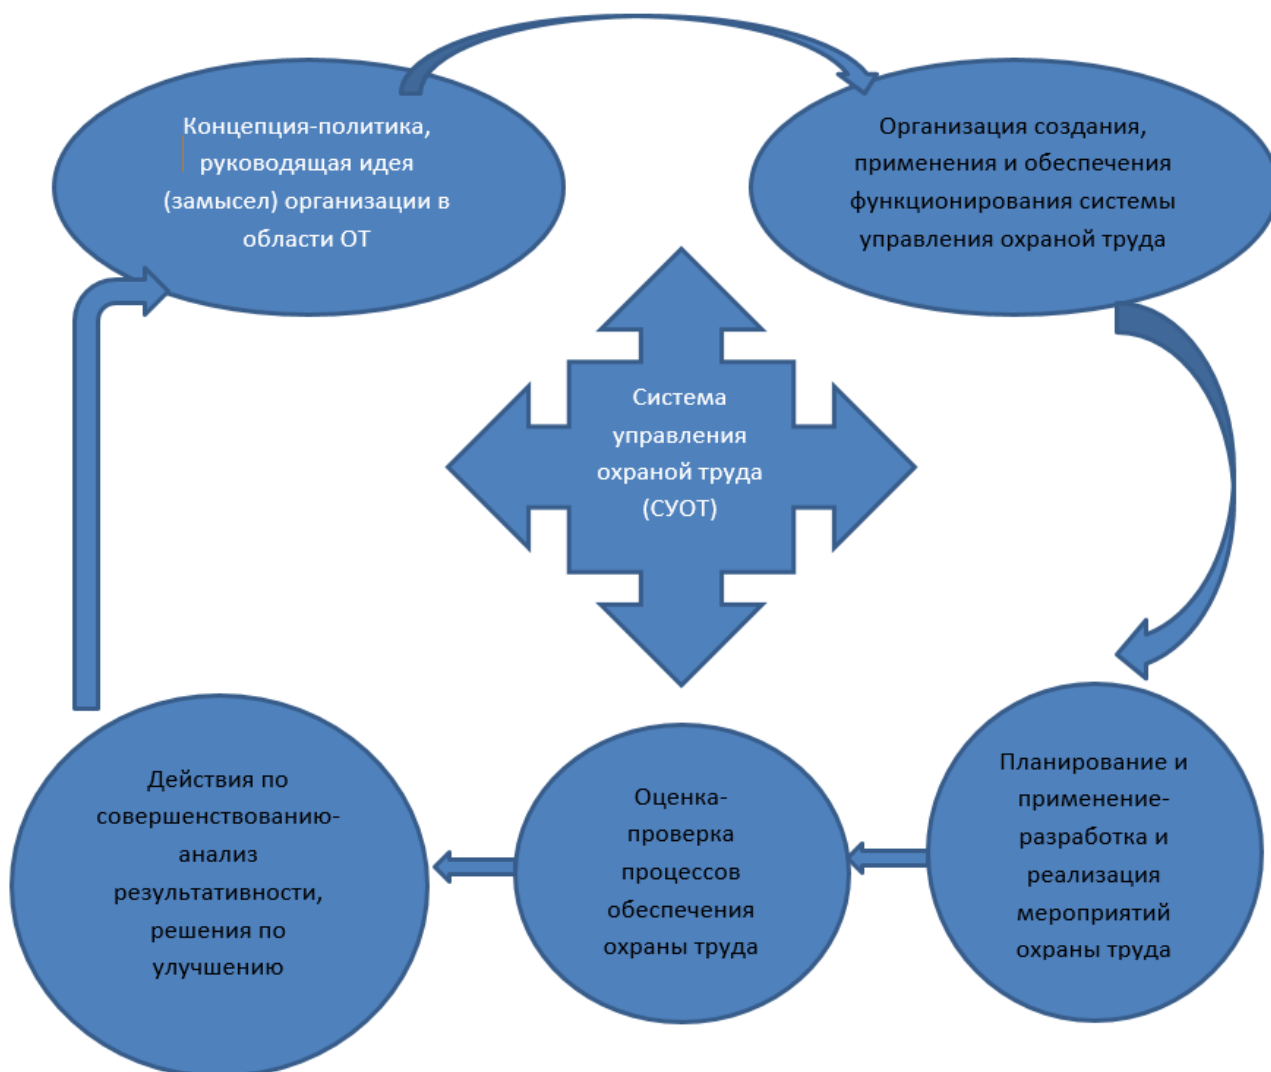 Концепция-политика,
руководящая идея
(замысел) организации в
области ОТ
Организация создания,
применения и обеспечения
функционирования системы
управления охраной труда
Система
управления
охраной труда
(СУОТ)
Действия по
совершенствованию-
анализ
результативности,
решения по
улучшению
Оценка-
проверка
процессов
обеспечения
охраны труда
Планирование и
применение-
разработка и
реализация
мероприятий
охраны труда